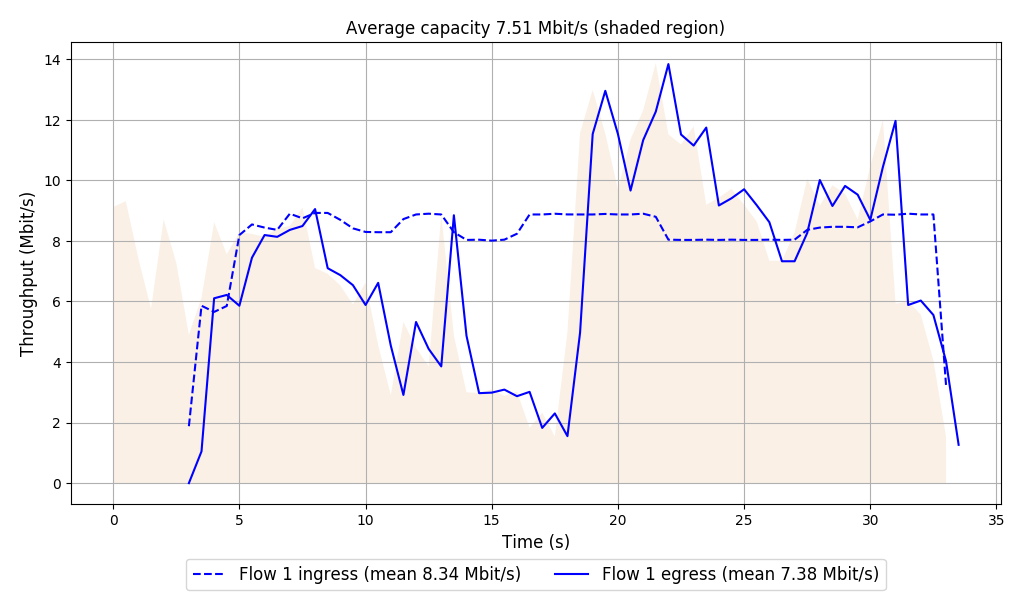 Average capacity 7.51 Mbit/s (shaded region)
14
12
10
8
6
4
2
0
Throughput (Mbit/s)
0 5 10 15 20 25 30 35
Time (s)
Flow 1 ingress (mean 8.34 Mbit/s) Flow 1 egress (mean 7.38 Mbit/s)